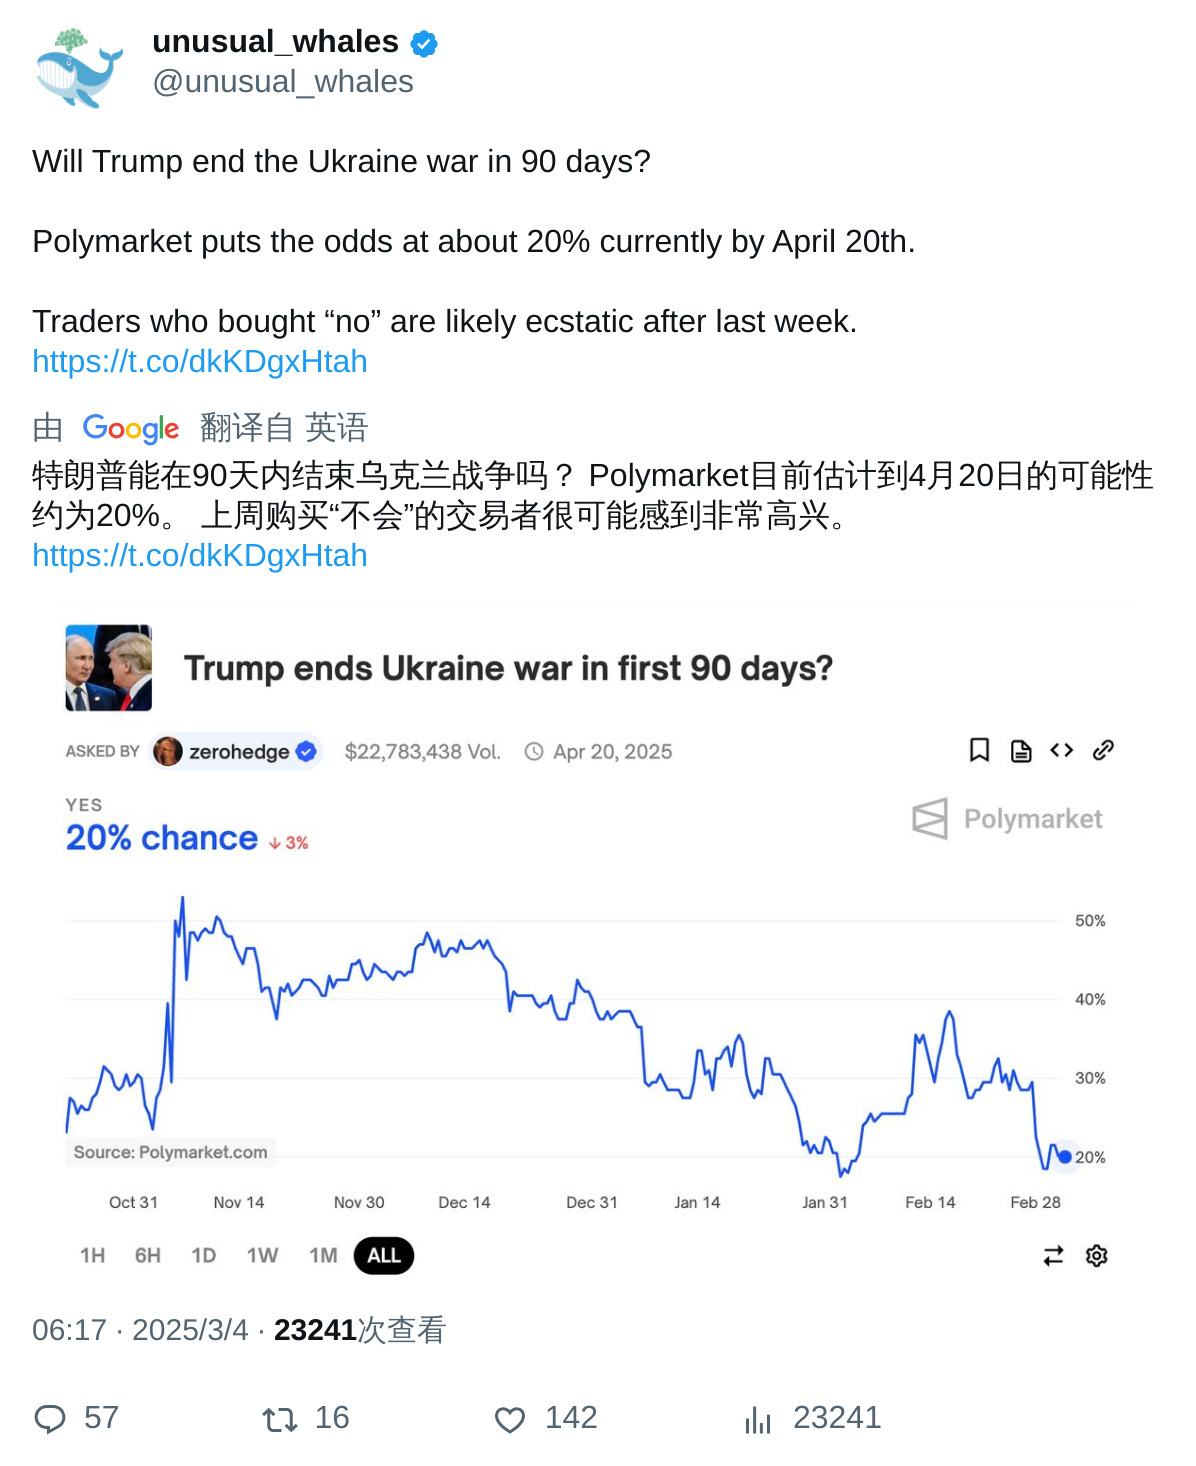 unusual_whales
@unusual_whales
Will Trump end the Ukraine war in 90 days?
Polymarket puts the odds at about 20% currently by April 20th.
Traders who bought “no” are likely ecstatic after last week.
https://t.co/dkKDgxHtah
由 Google 翻译自 英语
特朗普能在90天内结束乌克兰战争吗？ Polymarket目前估计到4月20日的可能性
约为20%。 上周购买“不会”的交易者很可能感到非常高兴。
https://t.co/dkKDgxHtah
Trump ends Ukraine war in first 90 days?
ASKED BY zerohedge $22,783,438 Vol. Apr 20, 2025
YES
20% chance ↓ 3%
Polymarket
50%
40%
30%
20%
Source: Polymarket.com
Oct 31 Nov 14 Nov 30 Dec 14 Dec 31 Jan 14 Jan 31 Feb 14 Feb 28
1H 6H 1D 1W 1M ALL
06:17 · 2025/3/4 · 23241次查看
57 16 142 23241